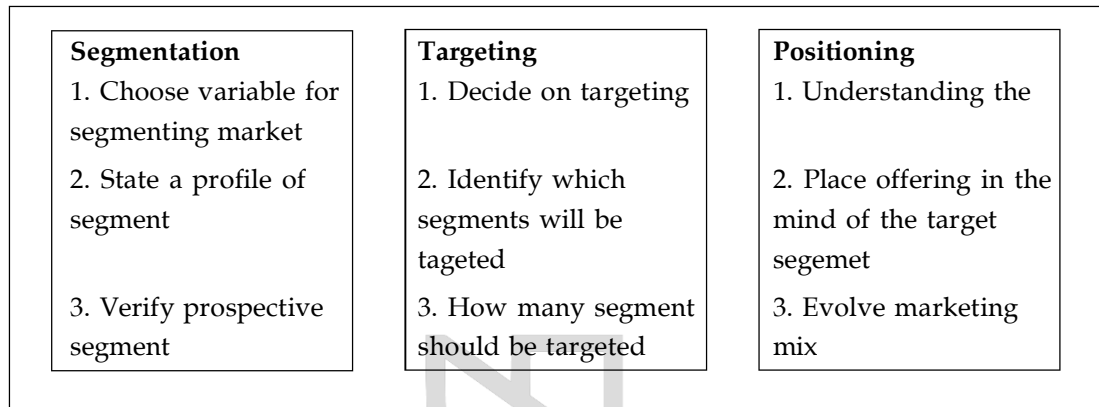 Segmentation
1. Choose variable for
segmenting market
2. State a profile of
segment
3. Verify prospective
segment
Targeting
1. Decide on targeting
2. Identify which
segments will be
tageted
3. How many segment
should be targeted
Positioning
1. Understanding the
2. Place offering in the
mind of the target
segemet
3. Evolve marketing
mix